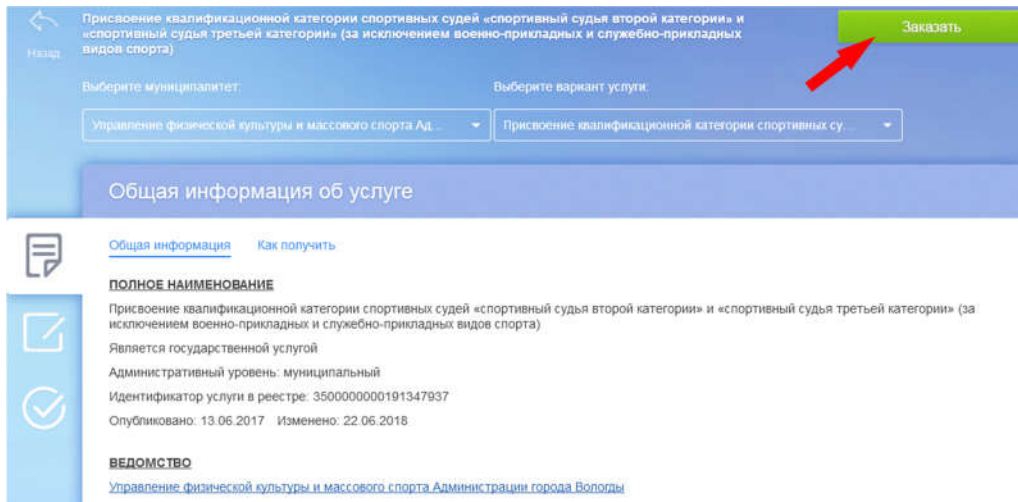 Присвоение квалификационной категории спортивных судей «спортивный судья второй категории» и
«спортивный судья третьей категории» (за исключением военно-прикладных и служебно-прикладных
видов спорта)
Назад
Заказать
Выберите муниципалитет:
Выберите вариант услуги:
Управление физической культуры и массового спорта Ад...
Присвоение квалификационной категории спортивных су...
Общая информация об услуге
Общая информация
Как получить
ПОЛНОЕ НАИМЕНОВАНИЕ
Присвоение квалификационной категории спортивных судей «спортивный судья второй категории» и «спортивный судья третьей категории» (за
исключением военно-прикладных и служебно-прикладных видов спорта)
Является государственной услугой
Административный уровень: муниципальный
Идентификатор услуги в реестре: 3500000000191347937
Опубликовано: 13.06.2017 Изменено: 22.06.2018
ВЕДОМСТВО
Управление физической культуры и массового спорта Администрации города Вологды